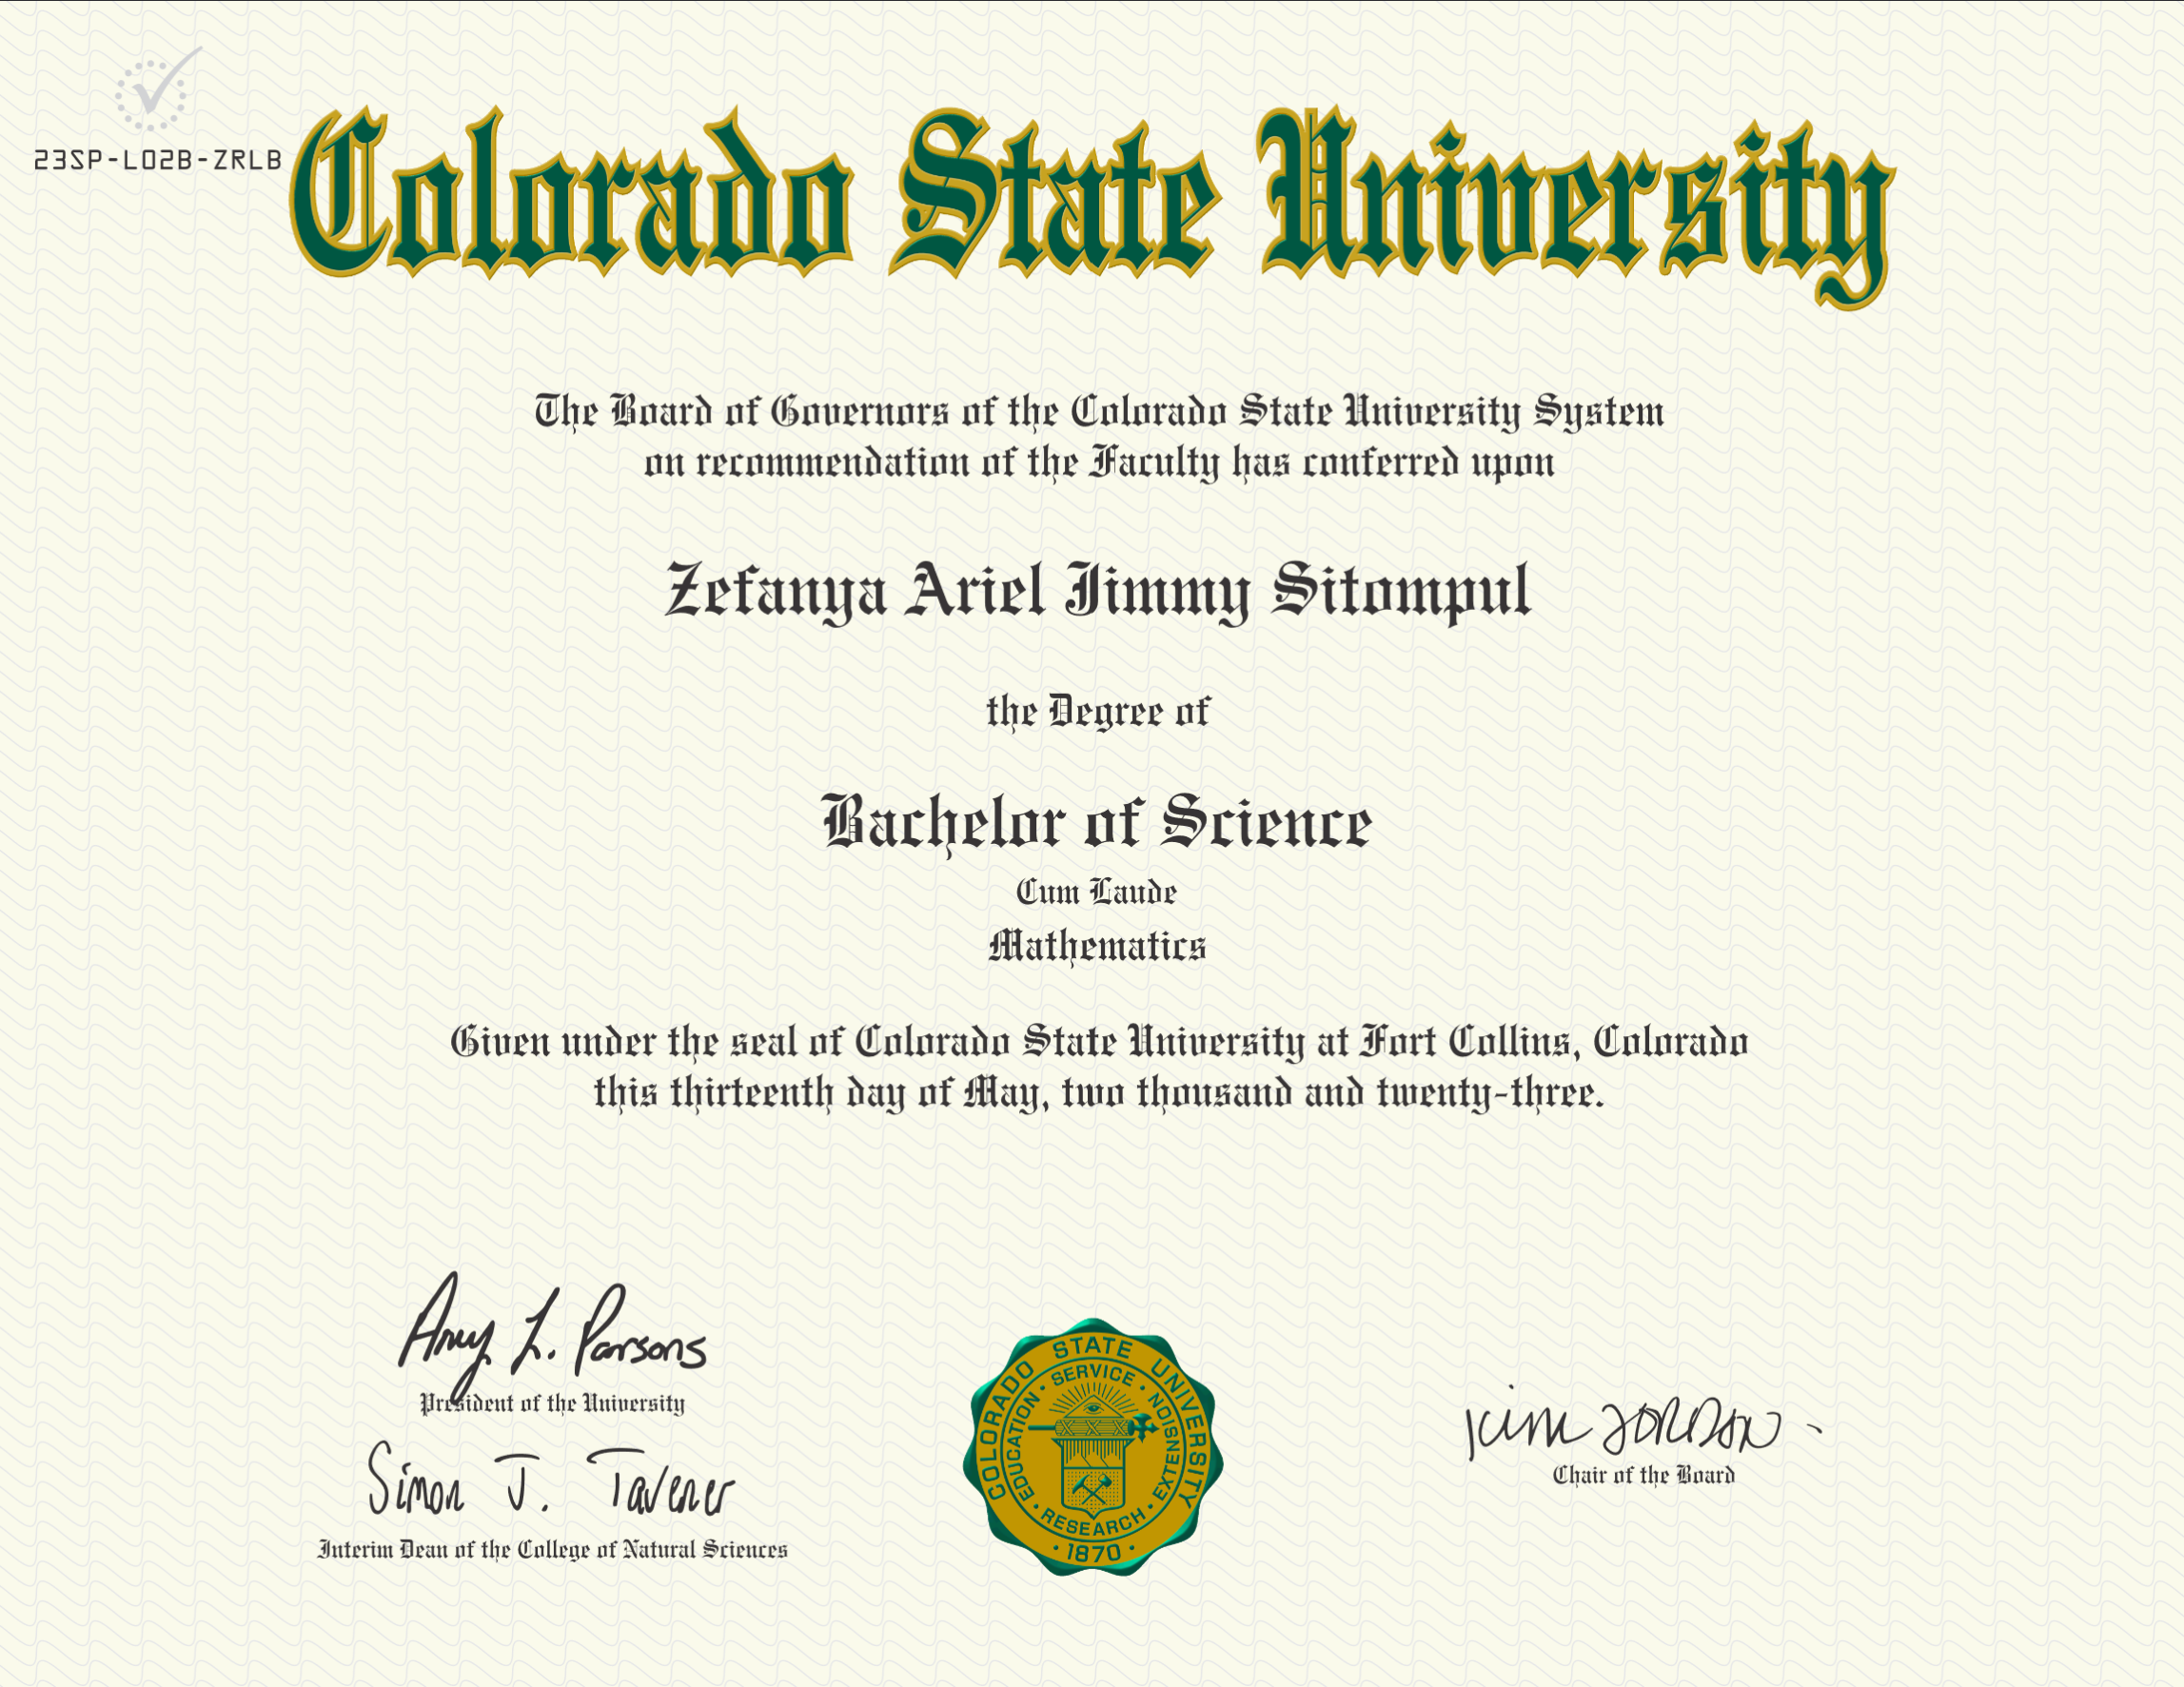 23SP-L02B-ZRLB
Colorado State University
The Board of Governors of the Colorado State University System
on recommendation of the Faculty has conferred upon
Zefanya Ariel Jimmy Sitompul
the Degree of
Bachelor of Science
Cum Laude
Mathematics
Given under the seal of Colorado State University at Fort Collins, Colorado
this thirteenth day of May, two thousand and twenty-three.
Amy L. Parsons
President of the University
Simon J. Tavener
Interim Dean of the College of Natural Sciences
COLORADO STATE UNIVERSITY
EDUCATION · SERVICE · EXTENSION
· RESEARCH ·
· 1870 ·
Kim Jordan
Chair of the Board